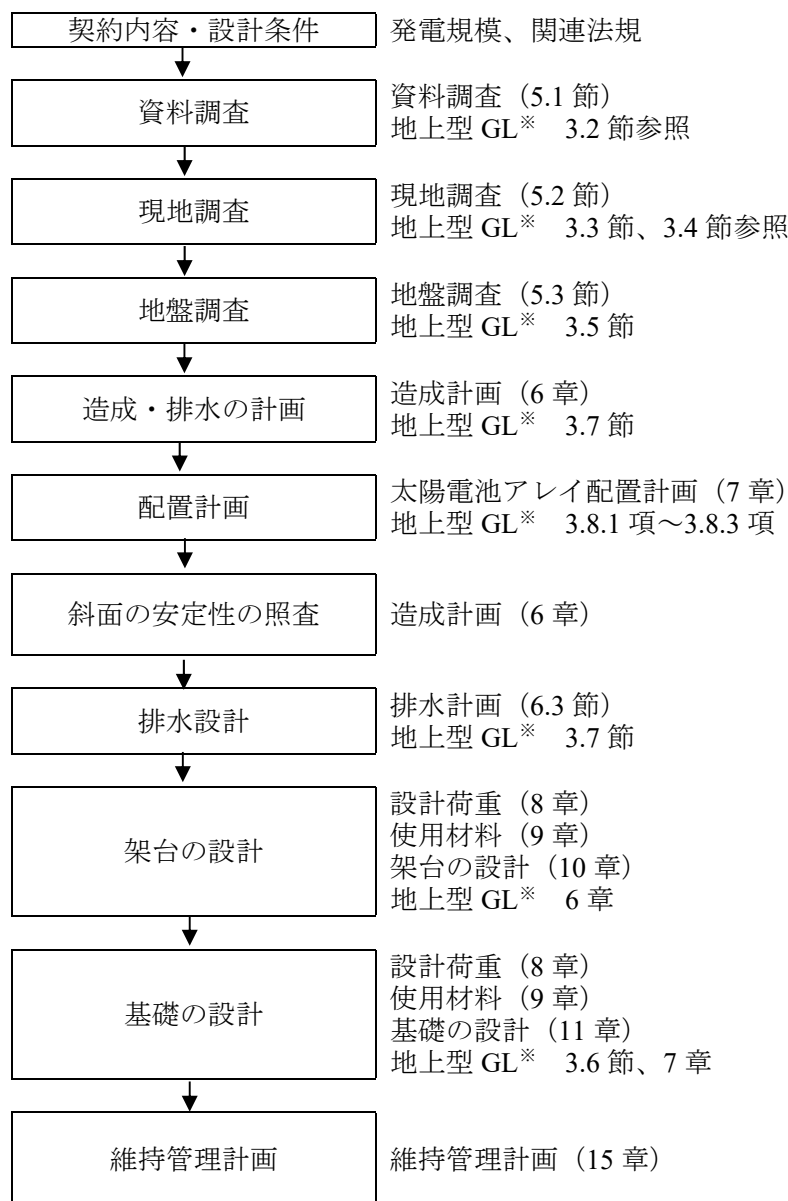 契約内容・設計条件 発電規模、関連法規
資料調査 資料調査（5.1 節）
地上型 GL※ 3.2 節参照
現地調査 現地調査（5.2 節）
地上型 GL※ 3.3 節、3.4 節参照
地盤調査 地盤調査（5.3 節）
地上型 GL※ 3.5 節
造成・排水の計画 造成計画（6 章）
地上型 GL※ 3.7 節
配置計画 太陽電池アレイ配置計画（7 章）
地上型 GL※ 3.8.1 項～3.8.3 項
斜面の安定性の照査 造成計画（6 章）
排水設計 排水計画（6.3 節）
地上型 GL※ 3.7 節
架台の設計
設計荷重（8 章）
使用材料（9 章）
架台の設計（10 章）
地上型 GL※ 6 章
基礎の設計
設計荷重（8 章）
使用材料（9 章）
基礎の設計（11 章）
地上型 GL※ 3.6 節、7 章
維持管理計画 維持管理計画（15 章）